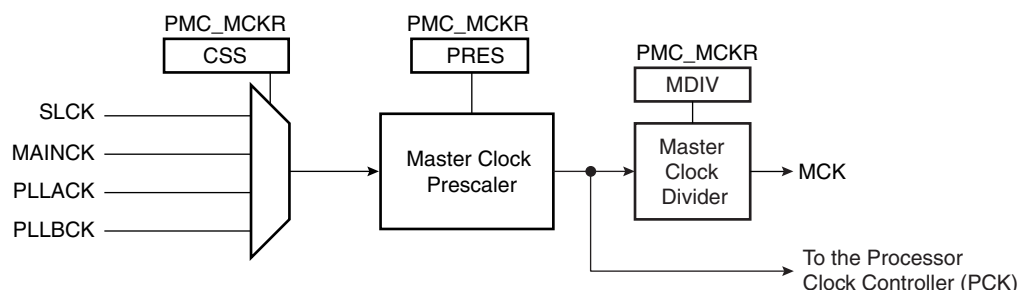 PMC_MCKR
CSS
PMC_MCKR
PRES
PMC_MCKR
MDIV
SLCK
MAINCK
PLLACK
PLLBCK
Master Clock
Prescaler
Master
Clock
Divider
MCK
To the Processor
Clock Controller (PCK)